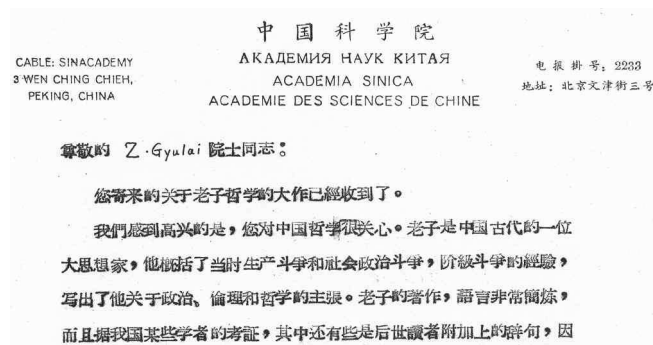 中国科学院
АКАДЕМИЯ НАУК КИТАЯ
ACADEMIA SINICA
ACADEMIE DES SCIENCES DE CHINE
CABLE: SINACADEMY
3 WEN CHING CHIEH,
PEKING, CHINA
电报掛号: 2233
地址: 北京文津街三号
尊敬的 Z.Gyulai 院士同志:
您寄来的关于老子哲学的大作已經收到了。
我們感到高兴的是,您对中国哲学很关心。老子是中国古代的一位
大思想家,他概括了当时生产斗爭和社会政治斗爭,阶級斗爭的經驗,
写出了他关于政治、倫理和哲学的主張。老子的著作,語言非常簡炼,
而且据我国某些学者的考証,其中还有些是后世讀者附加上的辞句,因